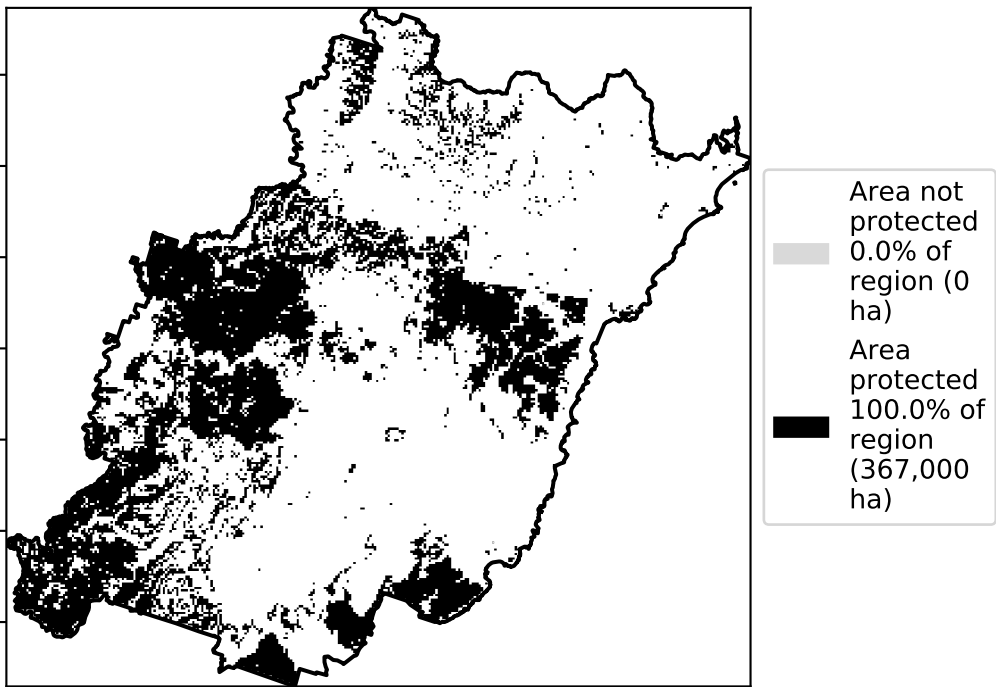 Area not
protected
0.0% of
region (0
ha)
Area
protected
100.0% of
region
(367,000
ha)